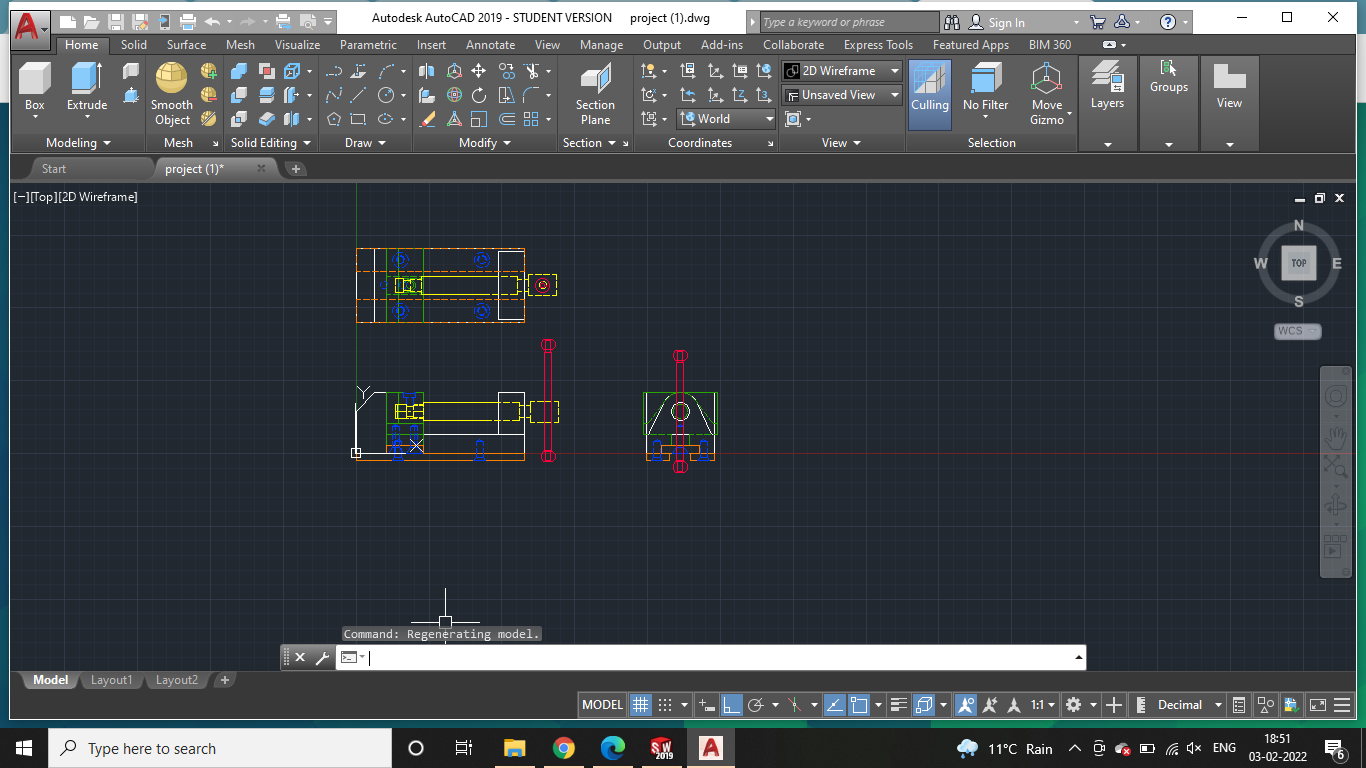 Autodesk AutoCAD 2019 - STUDENT VERSION project (1).dwg
Type a keyword or phrase
Sign In
Home Solid Surface Mesh Visualize Parametric Insert Annotate View Manage Output Add-ins Collaborate Express Tools Featured Apps BIM 360
Box
Extrude
Smooth
Object
Section
Plane
2D Wireframe
Unsaved View
World
Culling
No Filter
Move
Gizmo
Layers
Groups
View
Modeling
Mesh
Solid Editing
Draw
Modify
Section
Coordinates
View
Selection
Start
project (1)*
[−][Top][2D Wireframe]
N
W TOP E
S
WCS
Y
X
Command: Regenerating model.
Model Layout1 Layout2
MODEL
1:1
Decimal
Type here to search
SW
2019
A
11°C Rain
ENG
18:51
03-02-2022
6